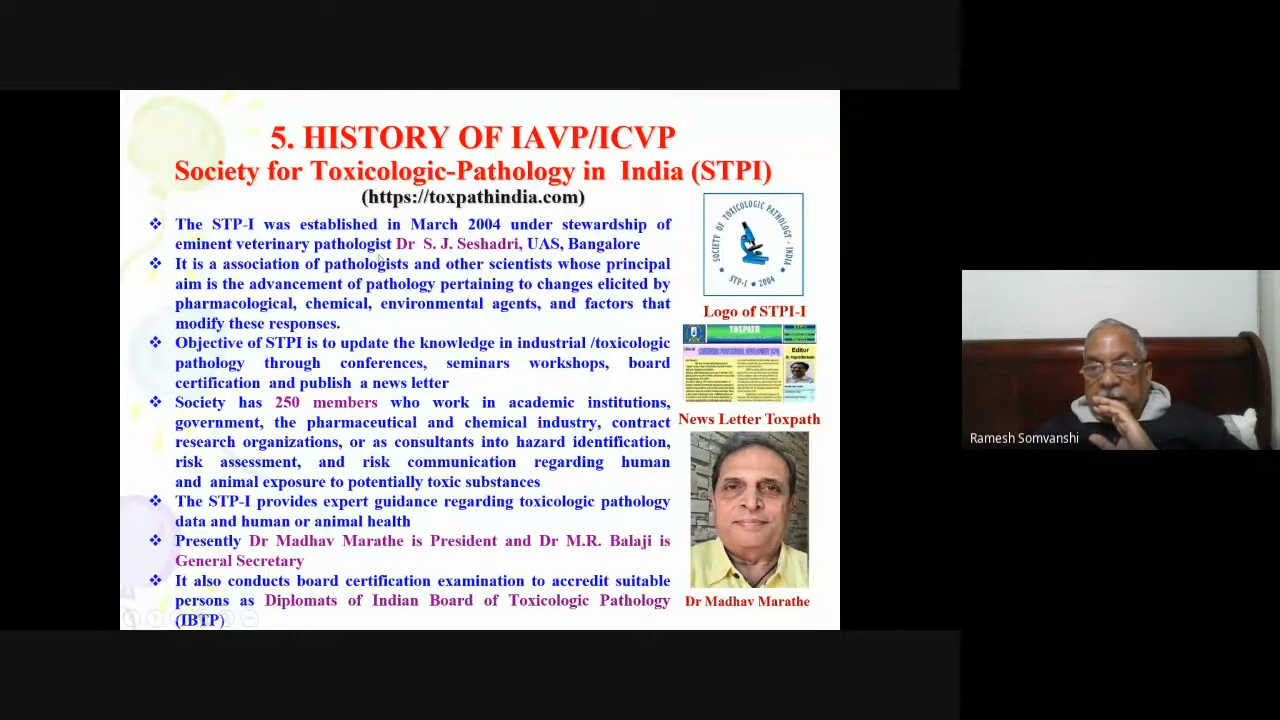 5. HISTORY OF IAVP/ICVP
Society for Toxicologic-Pathology in India (STPI)
(https://toxpathindia.com)
❖ The STP-I was established in March 2004 under stewardship of
eminent veterinary pathologist Dr S. J. Seshadri, UAS, Bangalore
❖ It is a association of pathologists and other scientists whose principal
aim is the advancement of pathology pertaining to changes elicited by
pharmacological, chemical, environmental agents, and factors that
modify these responses.
❖ Objective of STPI is to update the knowledge in industrial /toxicologic
pathology through conferences, seminars workshops, board
certification and publish a news letter
❖ Society has 250 members who work in academic institutions,
government, the pharmaceutical and chemical industry, contract
research organizations, or as consultants into hazard identification,
risk assessment, and risk communication regarding human
and animal exposure to potentially toxic substances
❖ The STP-I provides expert guidance regarding toxicologic pathology
data and human or animal health
❖ Presently Dr Madhav Marathe is President and Dr M.R. Balaji is
General Secretary
❖ It also conducts board certification examination to accredit suitable
persons as Diplomats of Indian Board of Toxicologic Pathology
(IBTP)
SOCIETY OF TOXICOLOGIC PATHOLOGY - INDIA
STP-I ★ 2004
Logo of STPI-I
TOXPATH
Editor
News Letter Toxpath
Dr Madhav Marathe
Ramesh Somvanshi